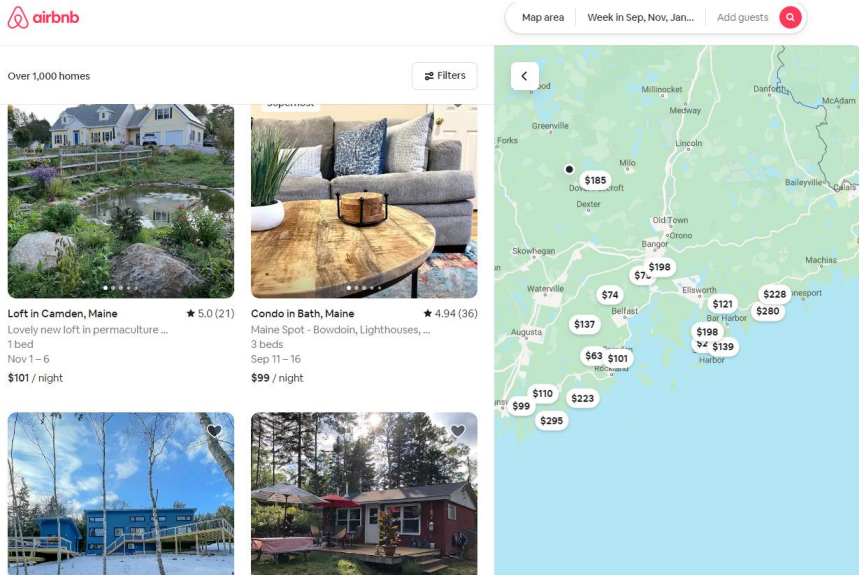 airbnb
Map area
Week in Sep, Nov, Jan...
Add guests
Over 1,000 homes
Filters
Superhost
Loft in Camden, Maine
5.0 (21)
Lovely new loft in permaculture ...
1 bed
Nov 1 – 6
$101 / night
Condo in Bath, Maine
4.94 (36)
Maine Spot - Bowdoin, Lighthouses, ...
3 beds
Sep 11 – 16
$99 / night
Millinocket
Danforth
McAdam
Medway
Greenville
Forks
Lincoln
Milo
$185
Baileyville
Calais
Dexter
Old Town
Orono
Bangor
Skowhegan
$198
Machias
Waterville
$74
Ellsworth
$121
$228
$280
Belfast
Bar Harbor
$137
Augusta
$198
$139
Harbor
$63
$101
Rockland
$110
$99
$223
$295